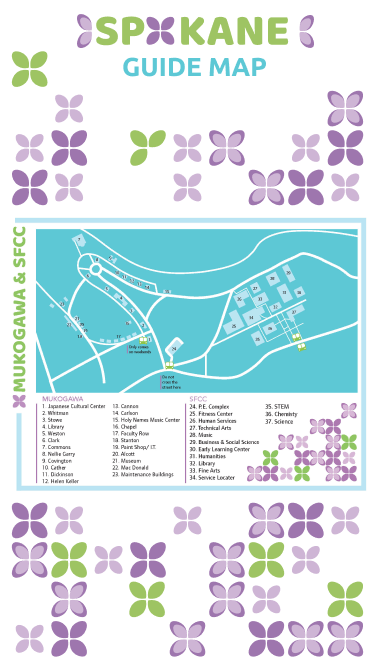 SPOKANE
GUIDE MAP
MUKOGAWA & SFCC
Only comes on weekends
Do not cross the street here
MUKOGAWA
1. Japanese Cultural Center
2. Whitman
3. Stowe
4. Library
5. Weston
6. Clark
7. Commons
8. Nellie Garry
9. Covington
10. Gather
11. Dickinson
12. Helen Keller
13. Cannon
14. Carlson
15. Holy Names Music Center
16. Chapel
17. Faculty Row
18. Stanton
19. Paint Shop/ I.T.
20. Alcott
21. Museum
22. Mac Donald
23. Maintenance Buildings
SFCC
24. P.E. Complex
25. Fitness Center
26. Human Services
27. Technical Arts
28. Music
29. Business & Social Science
30. Early Learning Center
31. Humanities
32. Library
33. Fine Arts
34. Service Locator
35. STEM
36. Chemistry
37. Science